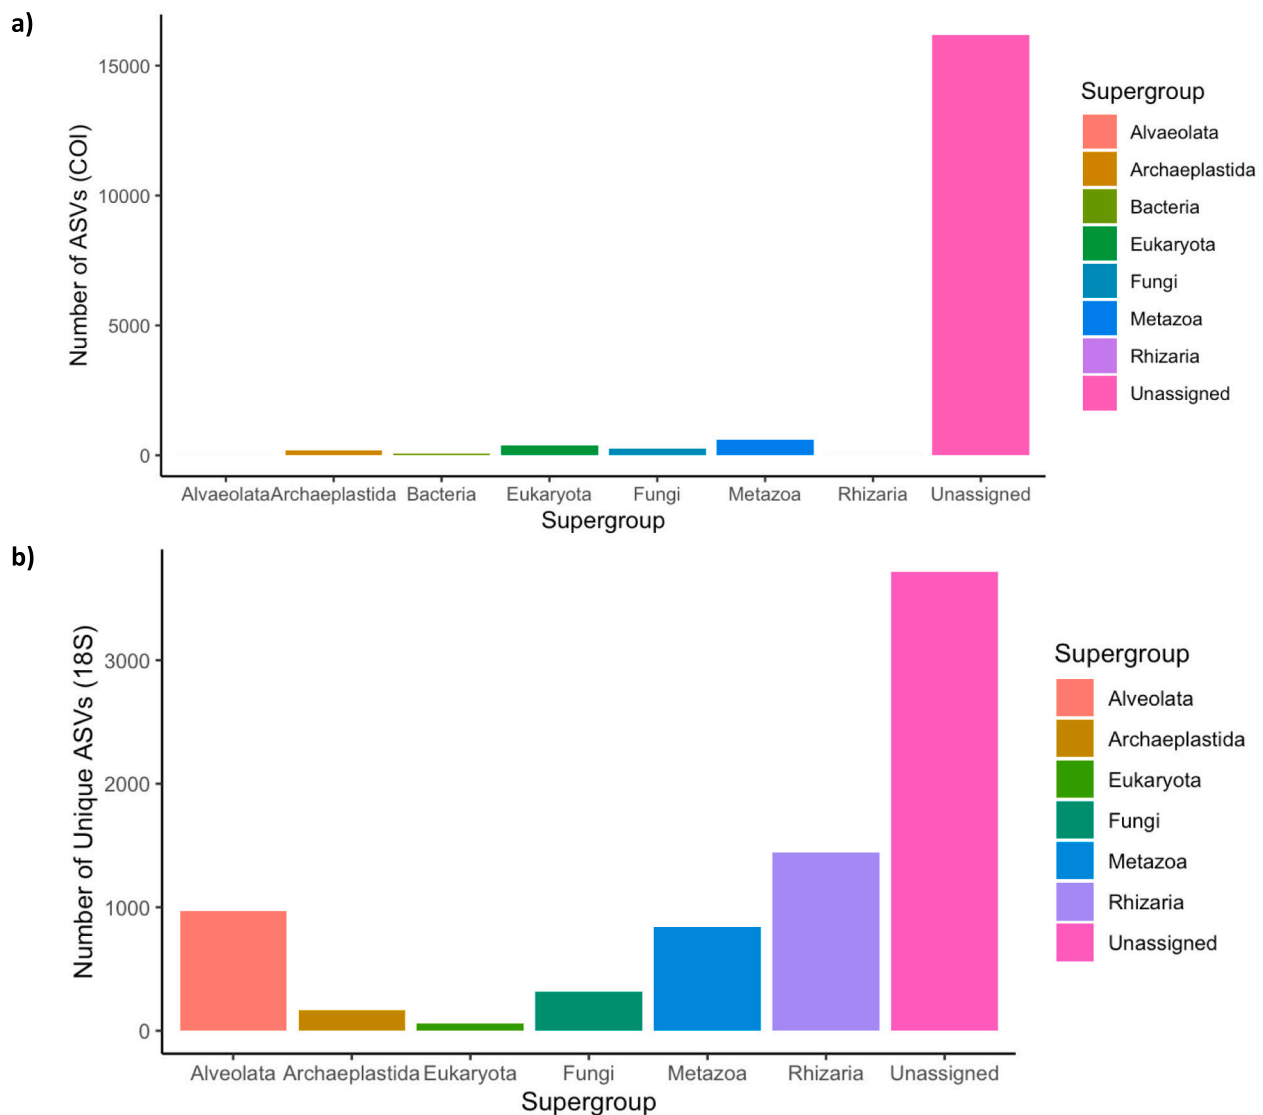 a)
Number of ASVs (COI)
15000
10000
5000
0
AlvaeolataArchaeplastida Bacteria Eukaryota Fungi Metazoa Rhizaria Unassigned
Supergroup
Supergroup
Alvaeolata
Archaeplastida
Bacteria
Eukaryota
Fungi
Metazoa
Rhizaria
Unassigned
b)
Number of Unique ASVs (18S)
3000
2000
1000
0
Alveolata Archaeplastida Eukaryota Fungi Metazoa Rhizaria Unassigned
Supergroup
Supergroup
Alveolata
Archaeplastida
Eukaryota
Fungi
Metazoa
Rhizaria
Unassigned